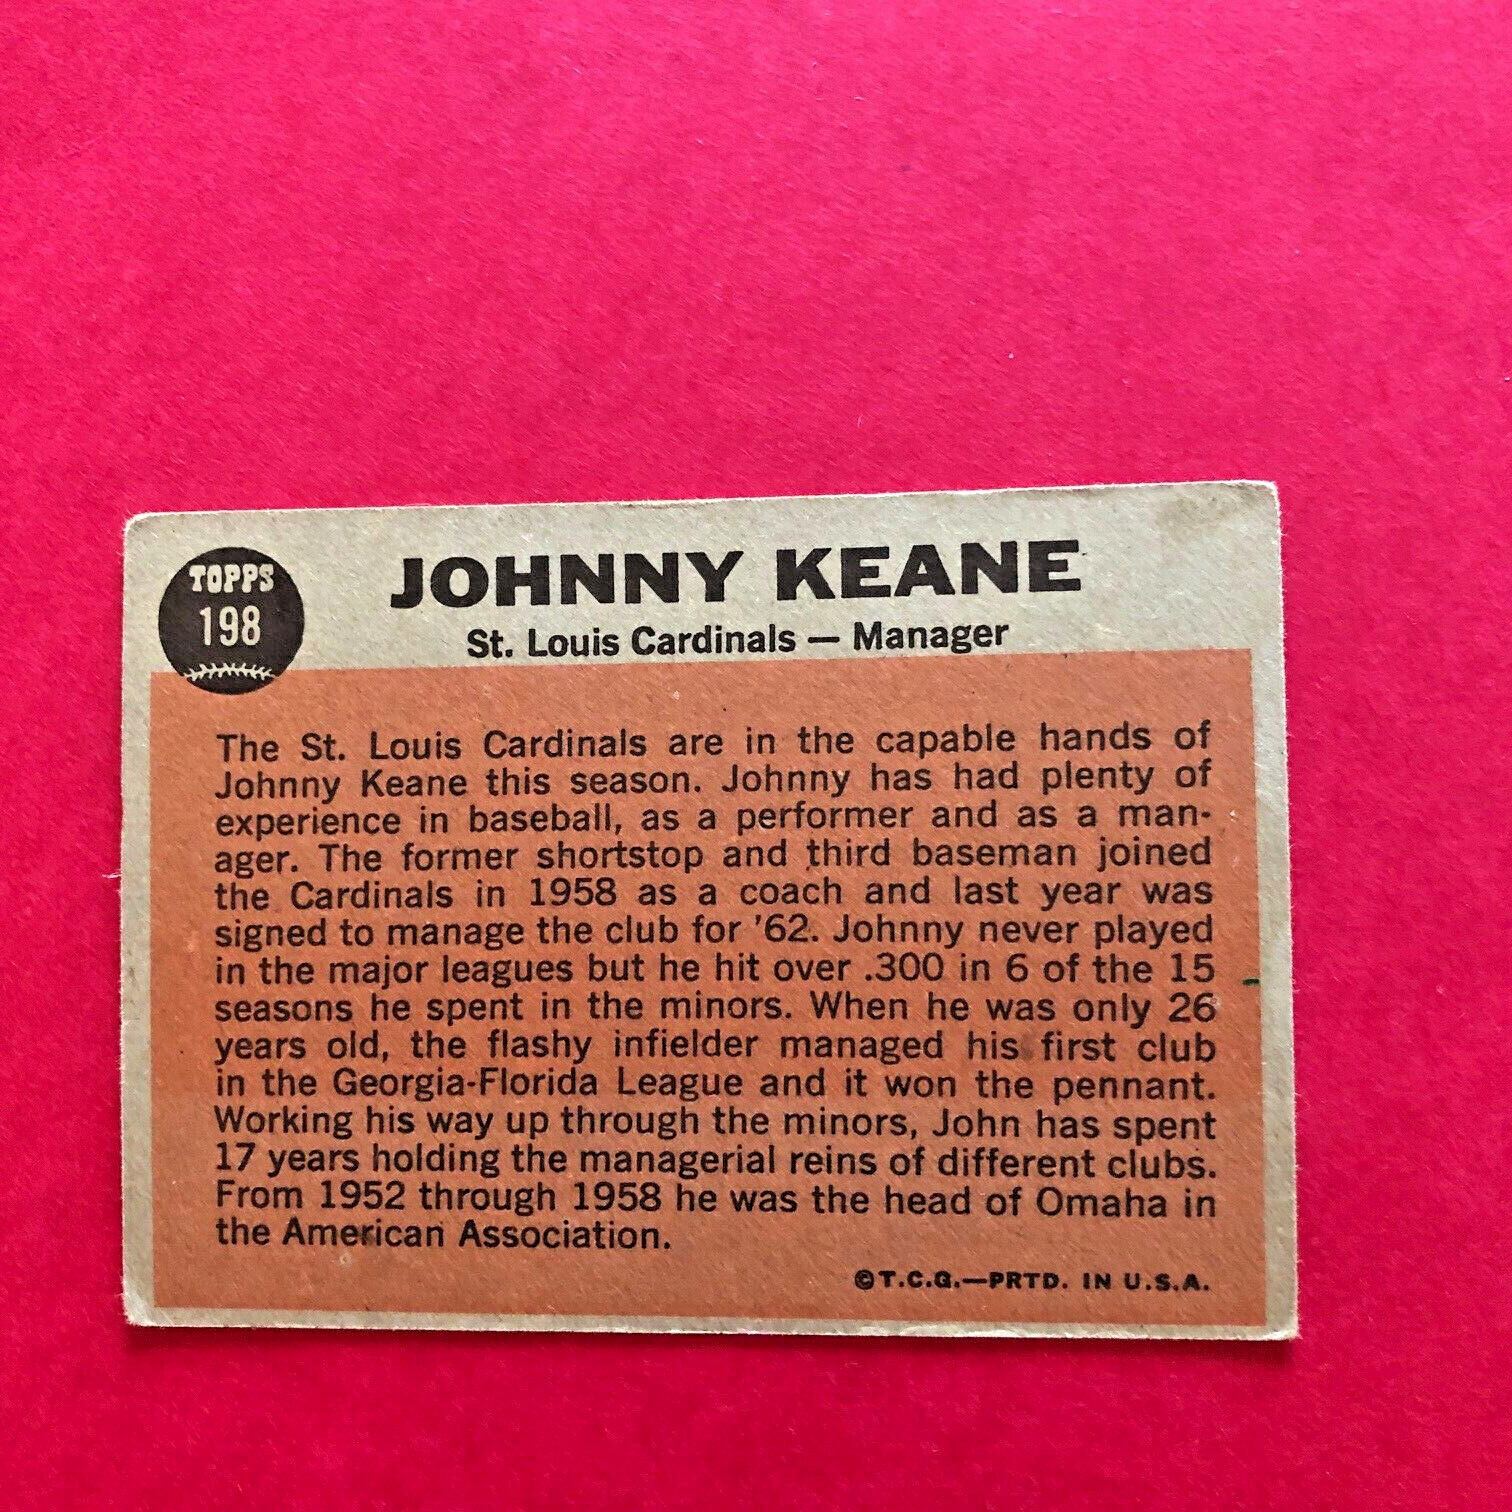 TOPPS
198
JOHNNY KEANE
St. Louis Cardinals — Manager
The St. Louis Cardinals are in the capable hands of
Johnny Keane this season. Johnny has had plenty of
experience in baseball, as a performer and as a man-
ager. The former shortstop and third baseman joined
the Cardinals in 1958 as a coach and last year was
signed to manage the club for '62. Johnny never played
in the major leagues but he hit over .300 in 6 of the 15
seasons he spent in the minors. When he was only 26
years old, the flashy infielder managed his first club
in the Georgia-Florida League and it won the pennant.
Working his way up through the minors, John has spent
17 years holding the managerial reins of different clubs.
From 1952 through 1958 he was the head of Omaha in
the American Association.
©T.C.G.—PRTD. IN U.S.A.